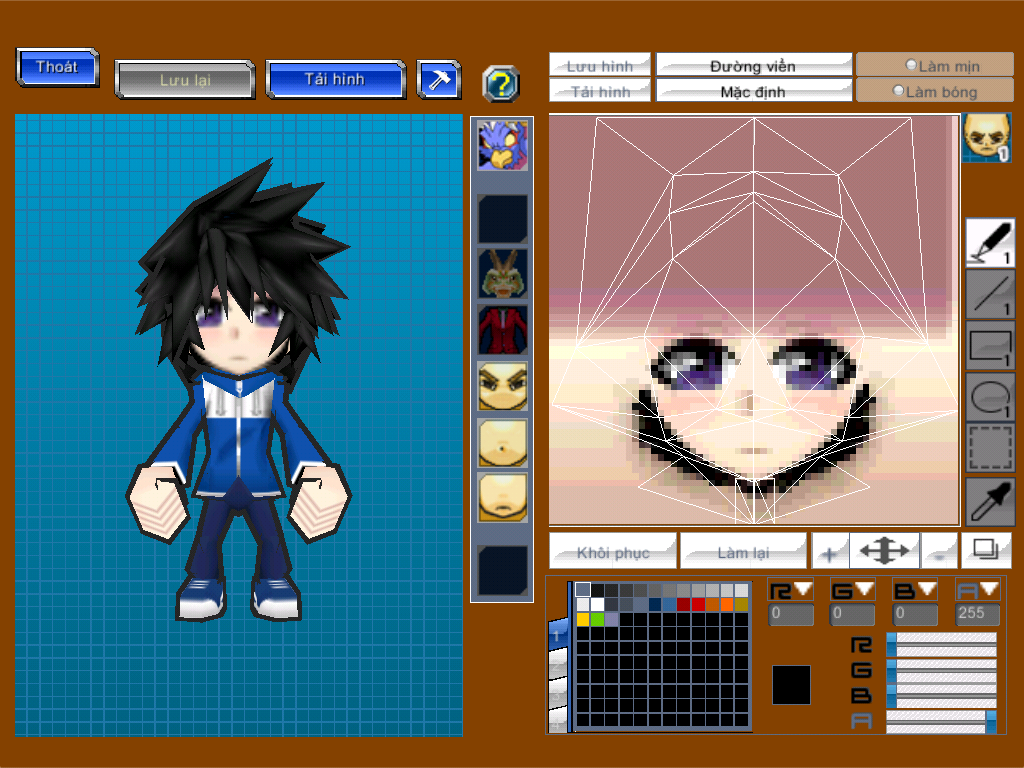 Thoát
Lưu lại
Tải hình
?
Lưu hình
Đường viền
Làm mịn
Tải hình
Mặc định
Làm bóng
1
1
1
1
1
Khôi phục
Làm lại
+
-
R
G
B
A
0
0
0
255
1
R
G
B
A